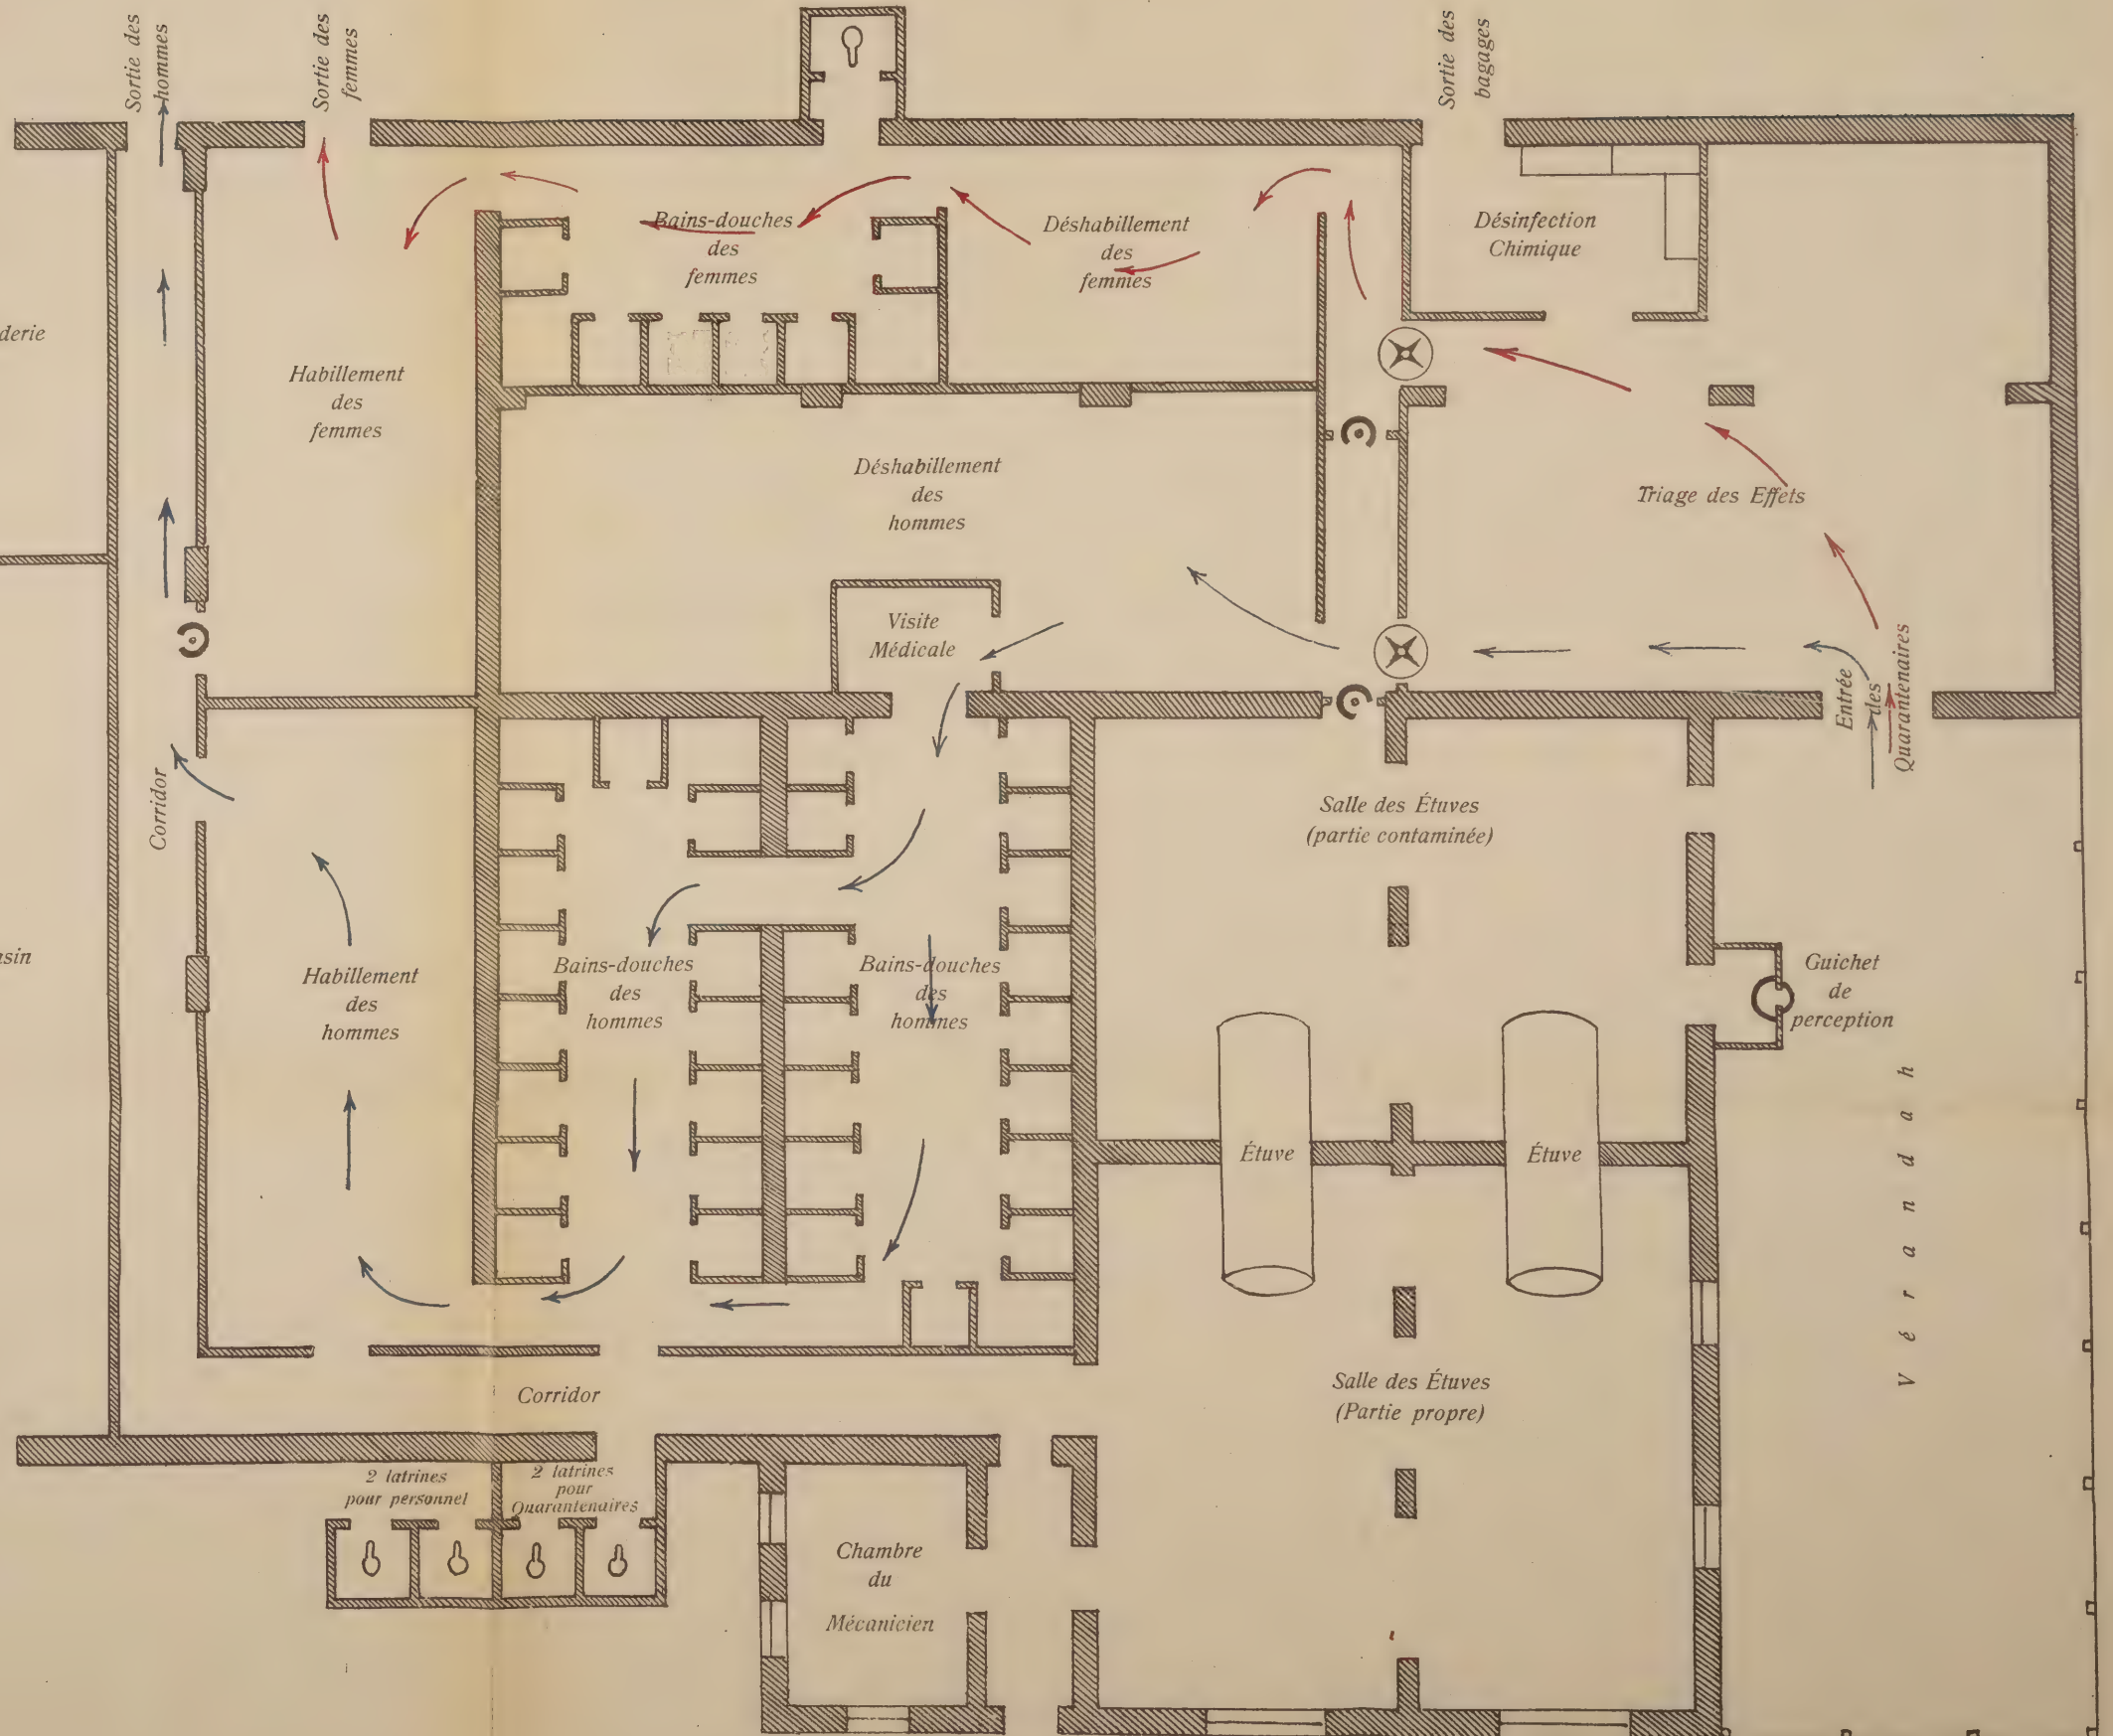 Sortie des
hommes
Sortie des
femmes
Sortie des
bagages
Bains-douches
des
femmes
Déshabillement
des
femmes
Désinfection
Chimique
derie
Habillement
des
femmes
Déshabillement
des
hommes
Triage des Effets
Visite
Médicale
Entrée
des
Quarantenaires
Corridor
Salle des Étuves
(partie contaminée)
asin
Habillement
des
hommes
Bains-douches
des
hommes
Bains-douches
des
hommes
Guichet
de
perception
Étuve
Étuve
Vérandah
Corridor
Salle des Étuves
(Partie propre)
2 latrines
pour personnel
2 latrines
pour
Quarantenaires
Chambre
du
Mécanicien